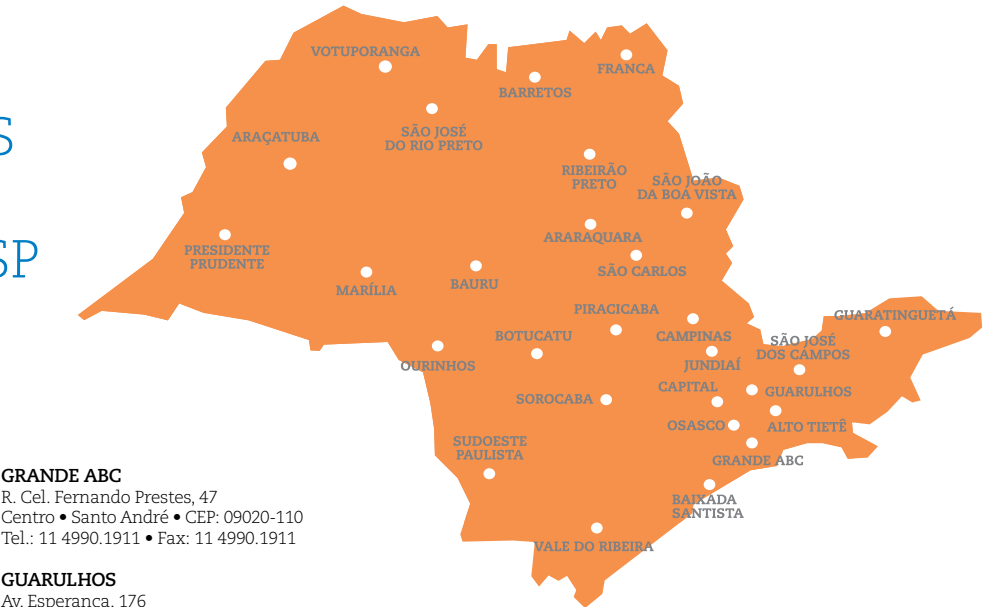 S
SP
VOTUPORANGA
FRANCA
BARRETOS
ARAÇATUBA
SÃO JOSÉ
DO RIO PRETO
RIBEIRÃO
PRETO
SÃO JOÃO
DA BOA VISTA
ARARAQUARA
PRESIDENTE
PRUDENTE
SÃO CARLOS
BAURU
MARÍLIA
PIRACICABA
GUARATINGUETÁ
BOTUCATU
CAMPINAS
SÃO JOSÉ
DOS CAMPOS
OURINHOS
JUNDIAÍ
CAPITAL
GUARULHOS
SOROCABA
OSASCO
ALTO TIETÊ
SUDOESTE
PAULISTA
GRANDE ABC
BAIXADA
SANTISTA
VALE DO RIBEIRA
GRANDE ABC
R. Cel. Fernando Prestes, 47
Centro • Santo André • CEP: 09020-110
Tel.: 11 4990.1911 • Fax: 11 4990.1911
GUARULHOS
Av. Esperança, 176